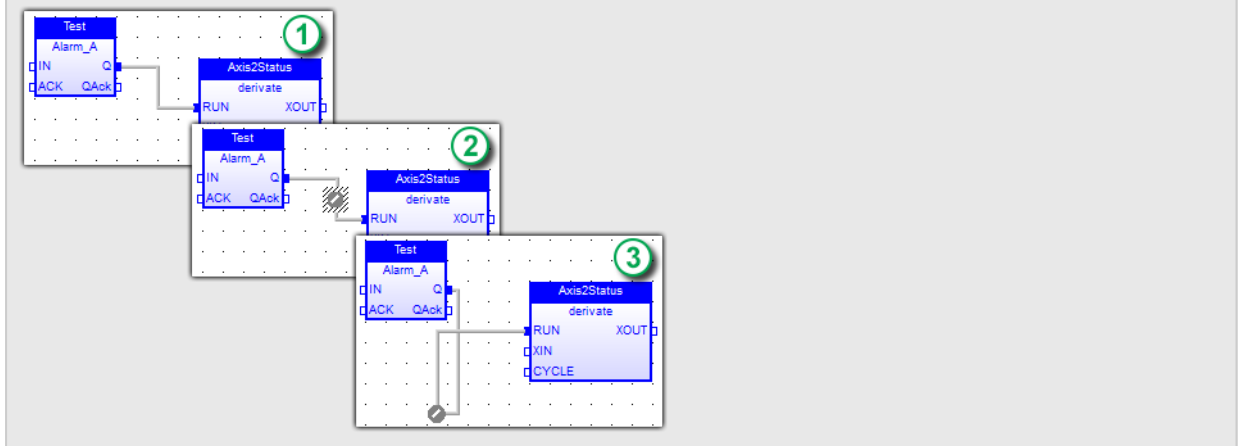 Test
1
Alarm_A
IN Q
ACK QAck
Axis2Status
derivate
RUN XOUT
Test
2
Alarm_A
IN Q
ACK QAck
Axis2Status
derivate
RUN XOUT
Test
3
Alarm_A
IN Q
ACK QAck
Axis2Status
derivate
RUN XOUT
XIN
CYCLE